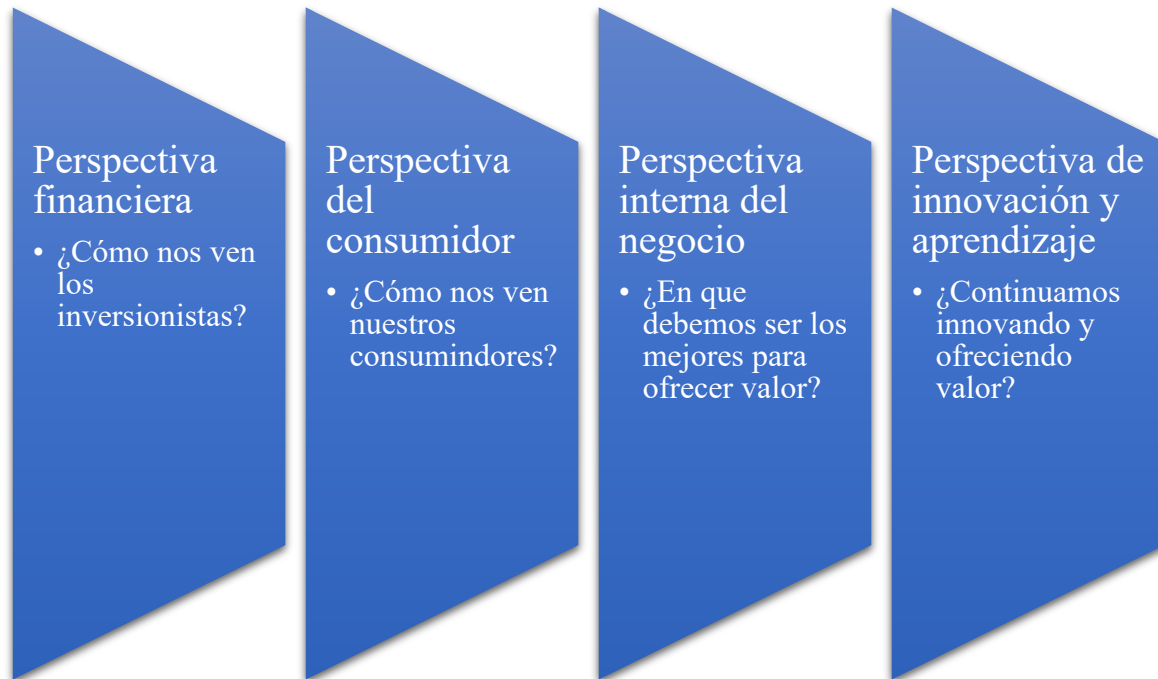 Perspectiva
financiera
• ¿Cómo nos ven
los
inversionistas?
Perspectiva
del
consumidor
• ¿Cómo nos ven
nuestros
consumindores?
Perspectiva
interna del
negocio
• ¿En que
debemos ser los
mejores para
ofrecer valor?
Perspectiva de
innovación y
aprendizaje
• ¿Continuamos
innovando y
ofreciendo
valor?